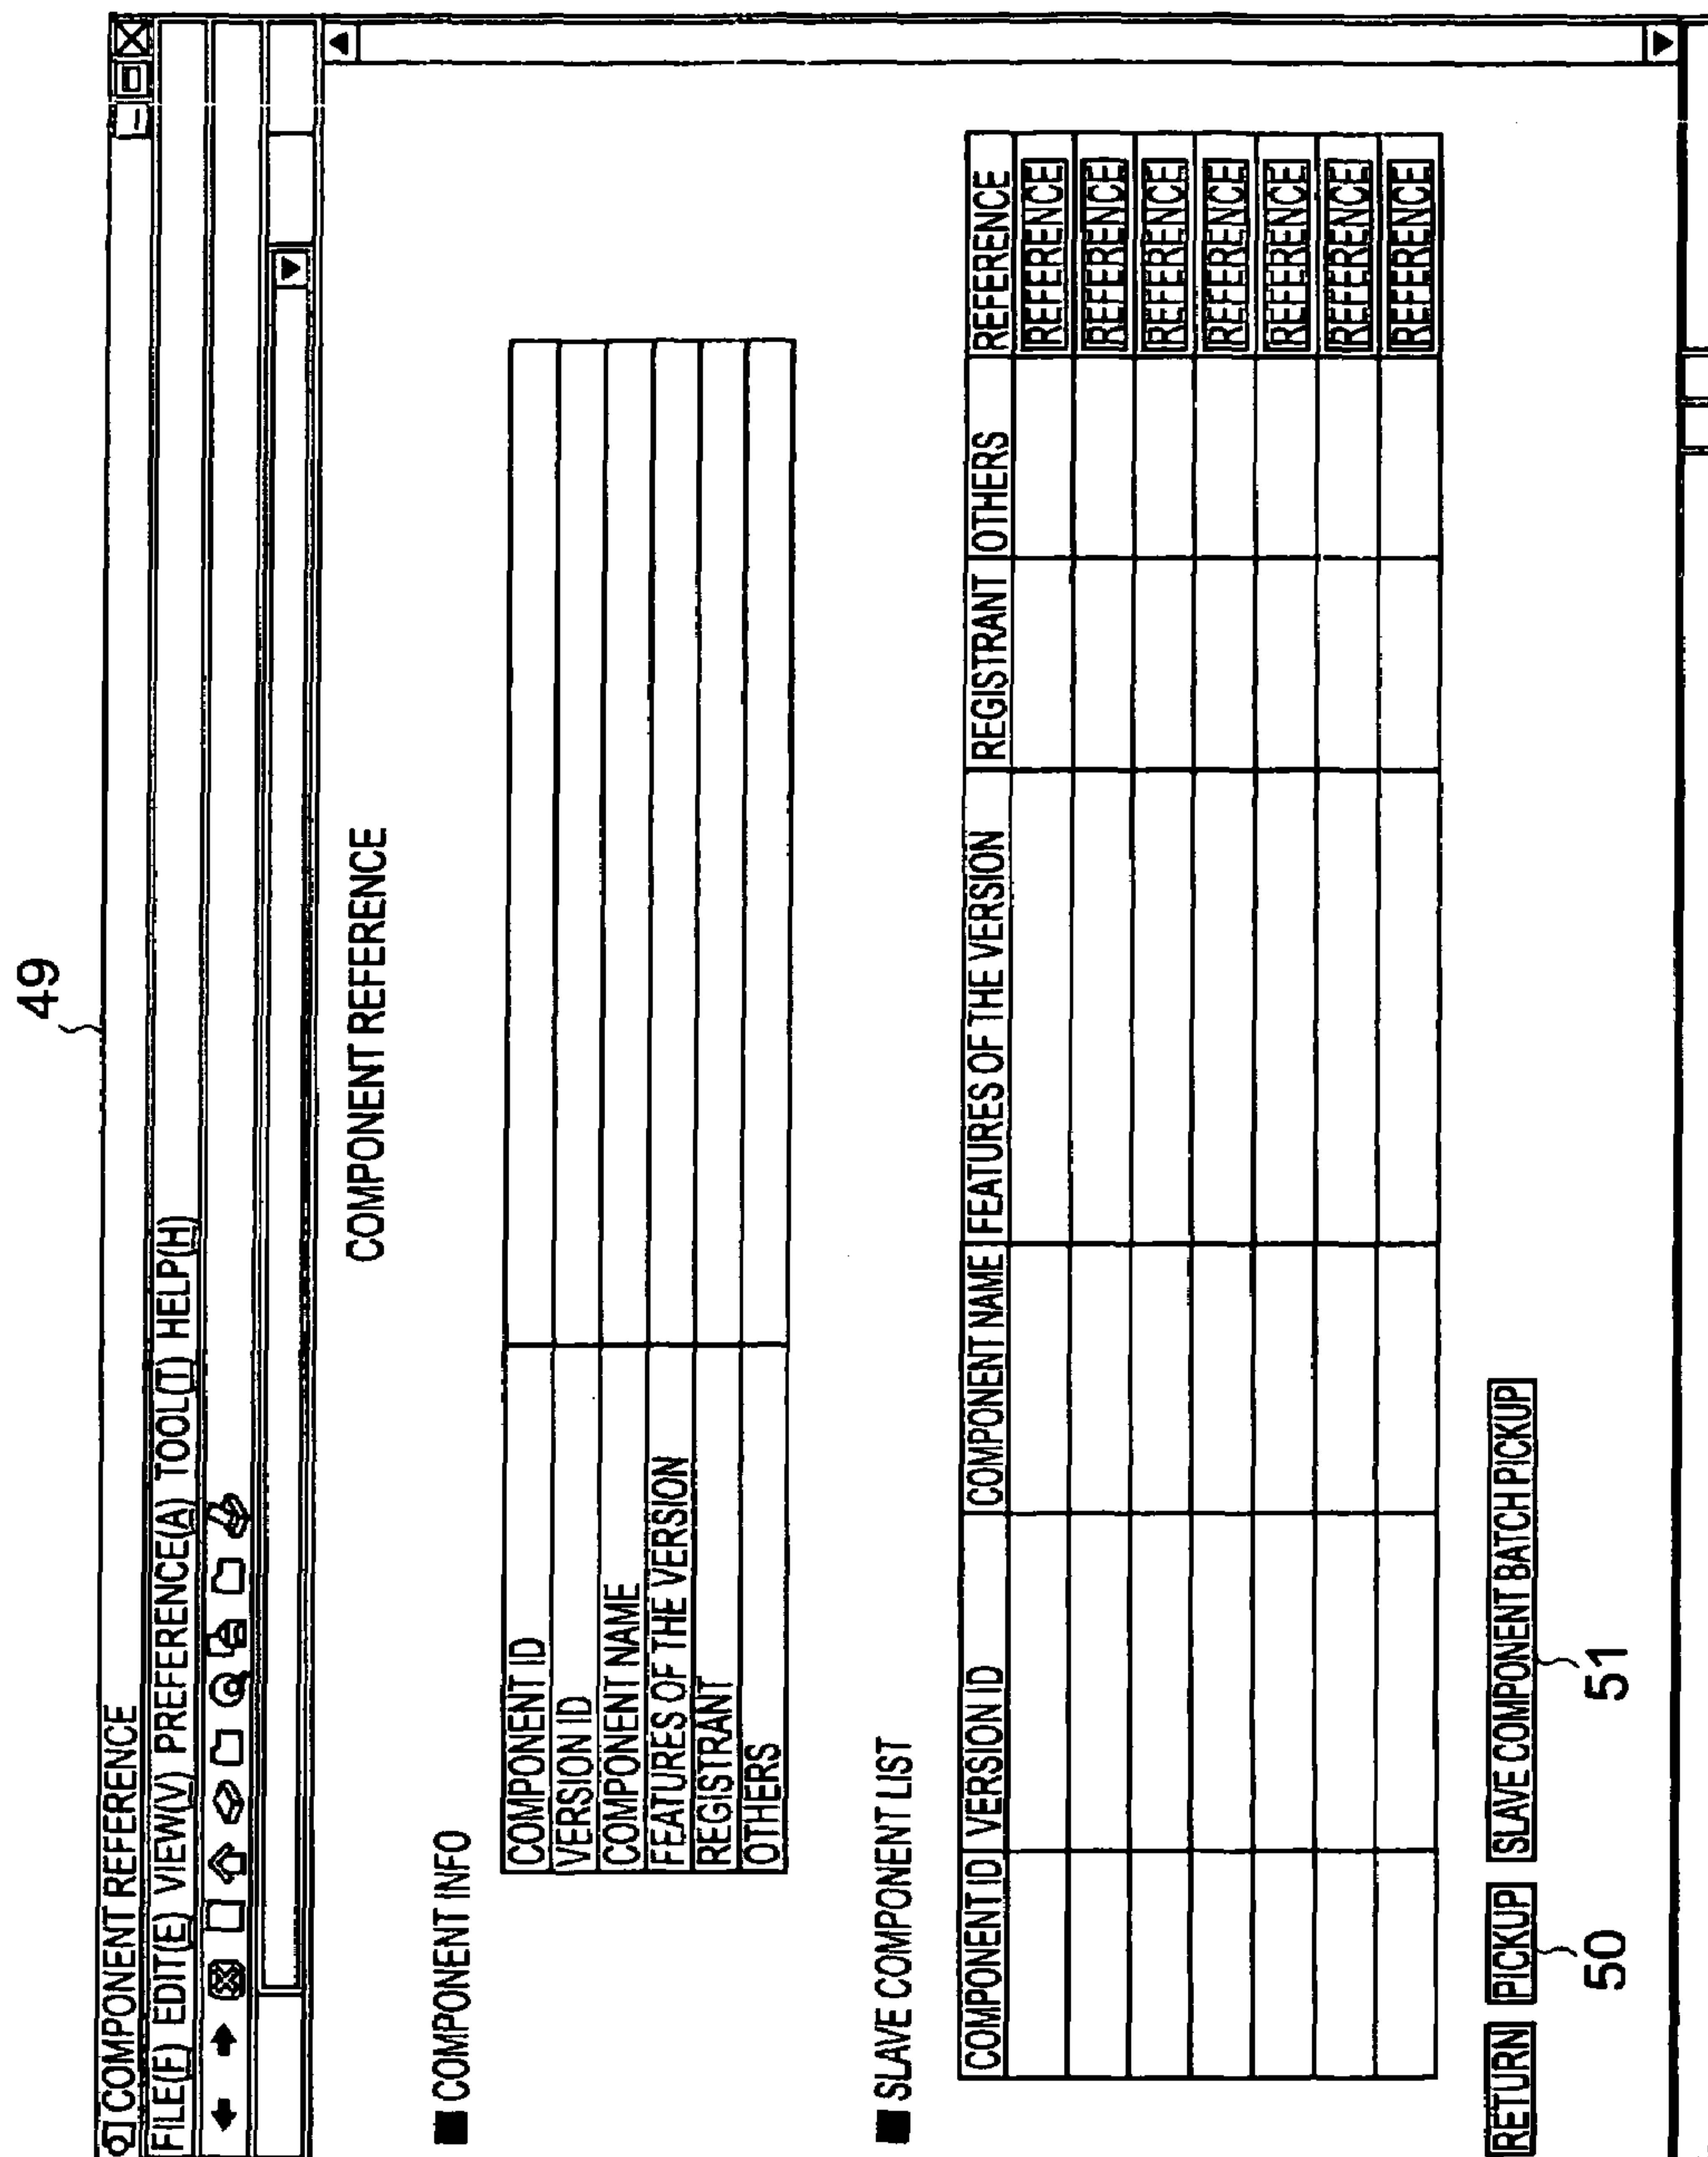 49
COMPONENT REFERENCE
FILE(F) EDIT(E) VIEW(V) PREFERENCE(A) TOOL(T) HELP(H)
COMPONENT REFERENCE
■ COMPONENT INFO
COMPONENT ID
VERSION ID
COMPONENT NAME
FEATURES OF THE VERSION
REGISTRANT
OTHERS
■ SLAVE COMPONENT LIST
COMPONENT ID VERSION ID COMPONENT NAME FEATURES OF THE VERSION REGISTRANT OTHERS REFERENCE
REFERENCE
REFERENCE
REFERENCE
REFERENCE
REFERENCE
REFERENCE
REFERENCE
RETURN PICKUP SLAVE COMPONENT BATCH PICKUP
50 51